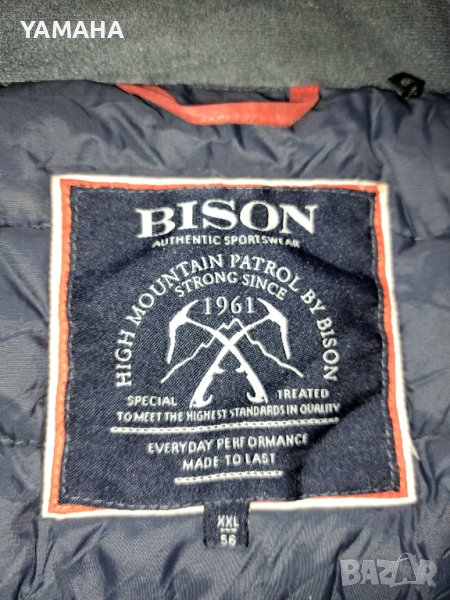 YAMAHA
BISON
AUTHENTIC SPORTSWEAR
HIGH MOUNTAIN PATROL BY BISON
STRONG SINCE
1961
SPECIAL TREATED
TO MEET THE HIGHEST STANDARDS IN QUALITY
EVERYDAY PERFORMANCE
MADE TO LAST
XXL
56
BAZAR